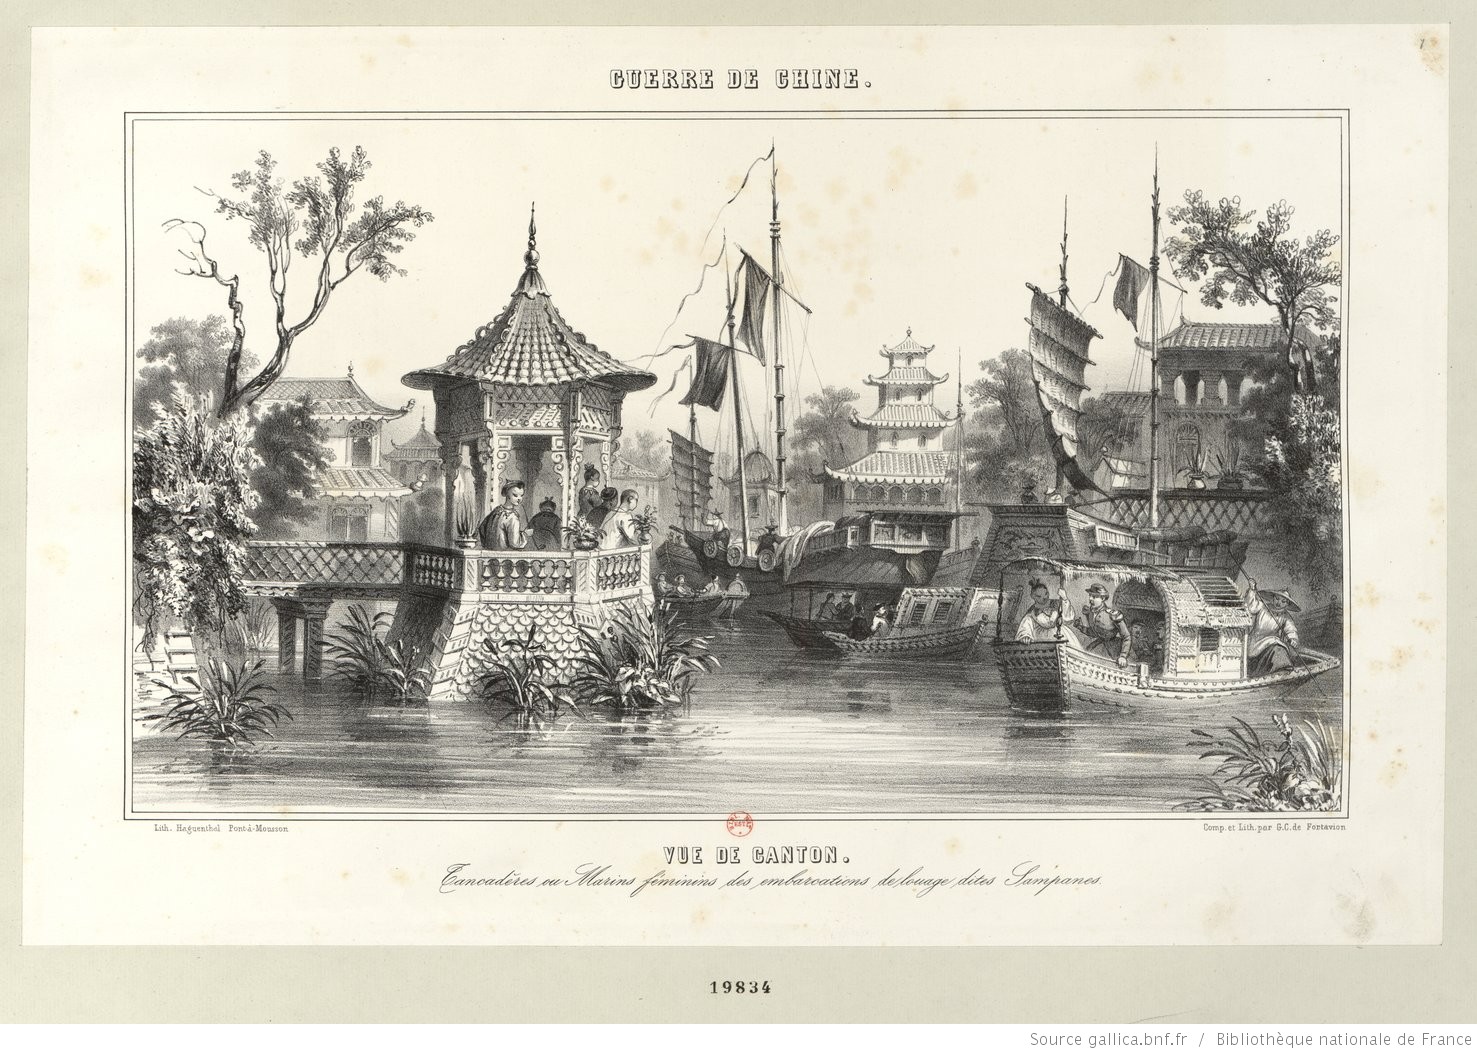 1
GUERRE DE CHINE.
Lith. Haguenthal Pont-à-Mousson
Comp. et Lith. par G.C. de Fortavion
VUE DE CANTON.
Tancadères ou Marins féminins des embarcations de louage, dites Sampanes.
19834
Source gallica.bnf.fr / Bibliothèque nationale de France